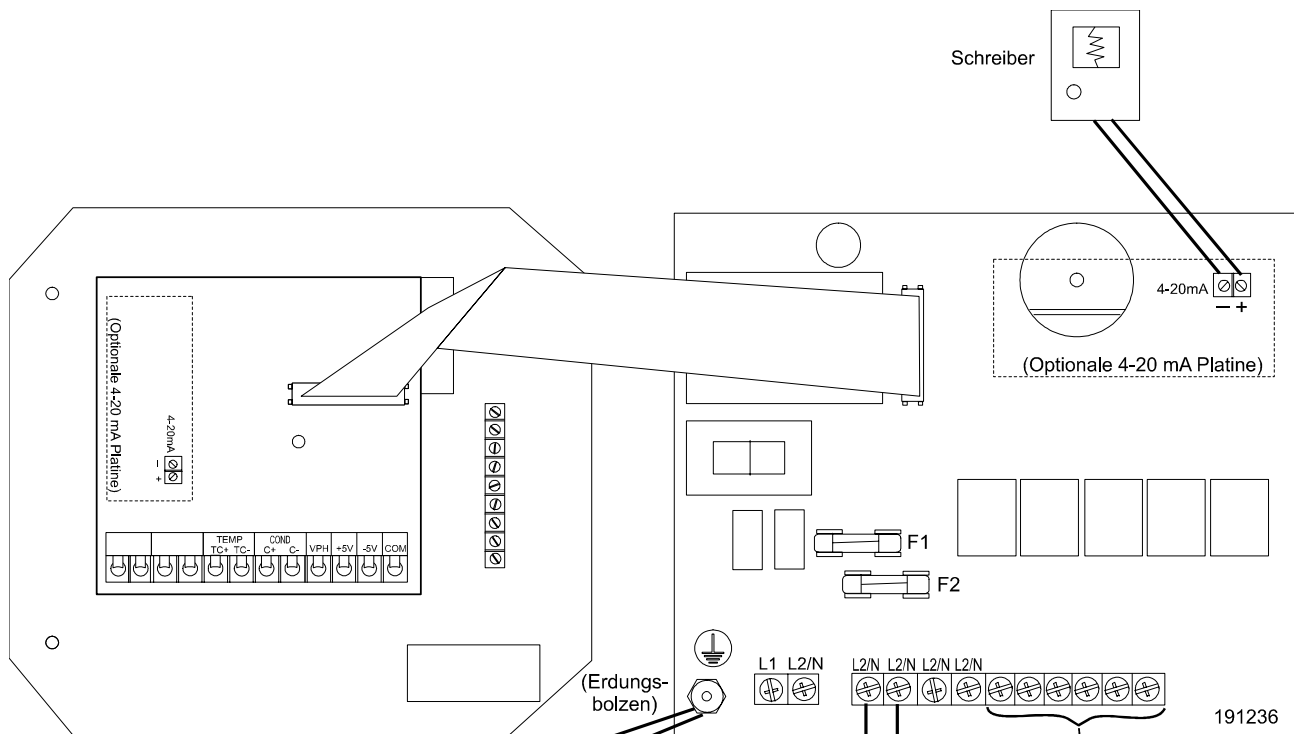 Schreiber
4-20mA
– +
(Optionale 4-20 mA Platine)
(Optionale 4-20 mA Platine)
4-20mA
–
+
TEMP COND
TC+ TC- C+ C- VPH +5V -5V COM
F1
F2
L1 L2/N
L2/N L2/N L2/N L2/N
(Erdungs-
bolzen)
191236